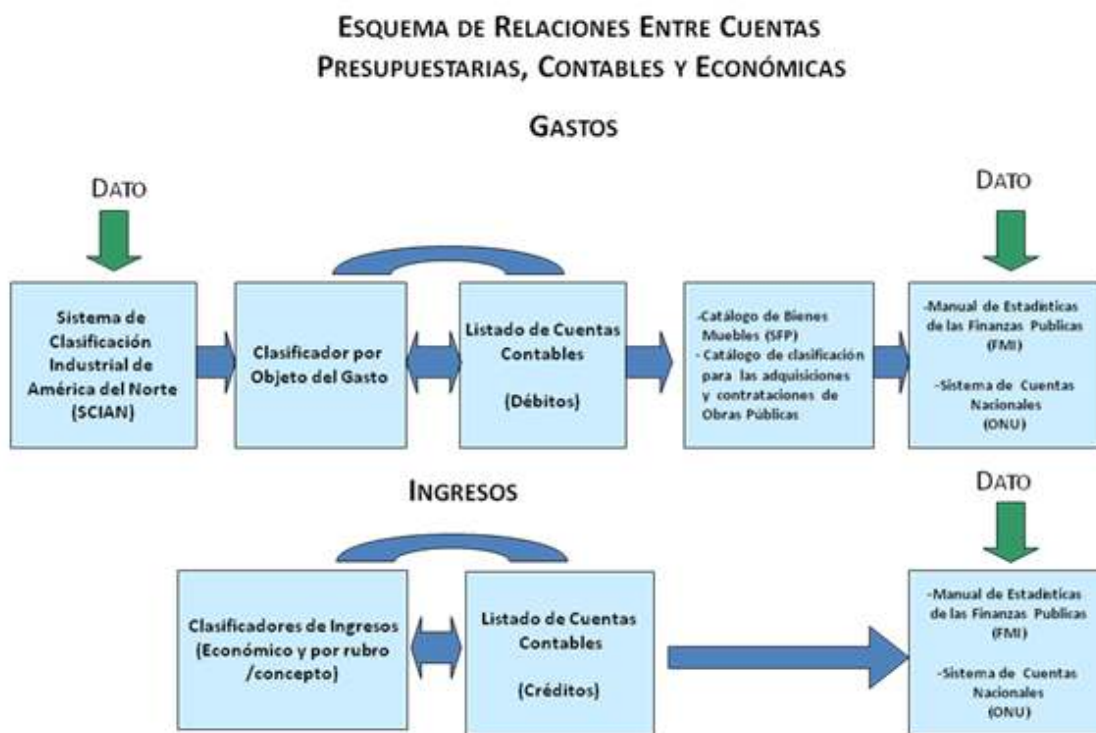 ESQUEMA DE RELACIONES ENTRE CUENTAS
PRESUPUESTARIAS, CONTABLES Y ECONÓMICAS
GASTOS
DATO
DATO
Sistema de
Clasificación
Industrial de
América del Norte
(SCIAN)
Clasificador por
Objeto del Gasto
Listado de Cuentas
Contables
(Débitos)
-Catálogo de Bienes
Muebles (SFP)
- Catálogo de clasificación
para las adquisiciones
y contrataciones de
Obras Públicas
-Manual de Estadísticas
de las Finanzas Publicas
(FMI)
-Sistema de Cuentas
Nacionales
(ONU)
INGRESOS
DATO
Clasificadores de Ingresos
(Económico y por rubro
/concepto)
Listado de Cuentas
Contables
(Créditos)
-Manual de Estadísticas
de las Finanzas Publicas
(FMI)
-Sistema de Cuentas
Nacionales
(ONU)